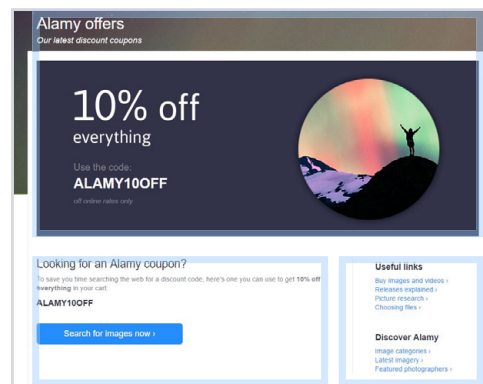 Alamy offers
Our latest discount coupons
10% off
everything
Use the code:
ALAMY10OFF
off online rates only
Looking for an Alamy coupon?
To save you time searching the web for a discount code, here's one you can use to get 10% off
everything in your cart.
ALAMY10OFF
Search for images now ›
Useful links
Buy images and videos ›
Releases explained ›
Picture research ›
Choosing files ›
Discover Alamy
Image categories ›
Latest imagery ›
Featured photographers ›